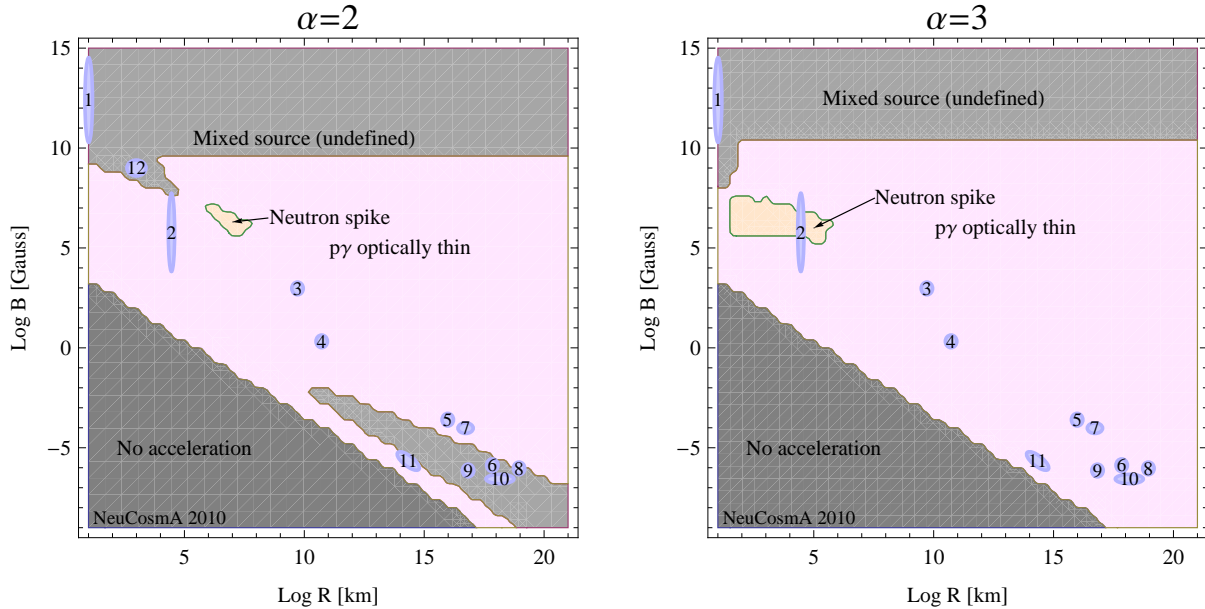 α=2
15
10
5
0
−5
Log B [Gauss]
1
Mixed source (undefined)
12
Neutron spike
2
pγ optically thin
3
4
5
7
No acceleration
11
6
9
8
10
NeuCosmA 2010
5
10
15
20
Log R [km]
α=3
15
10
5
0
−5
Log B [Gauss]
1
Mixed source (undefined)
Neutron spike
2
pγ optically thin
3
4
5
7
No acceleration
11
6
9
8
10
NeuCosmA 2010
5
10
15
20
Log R [km]